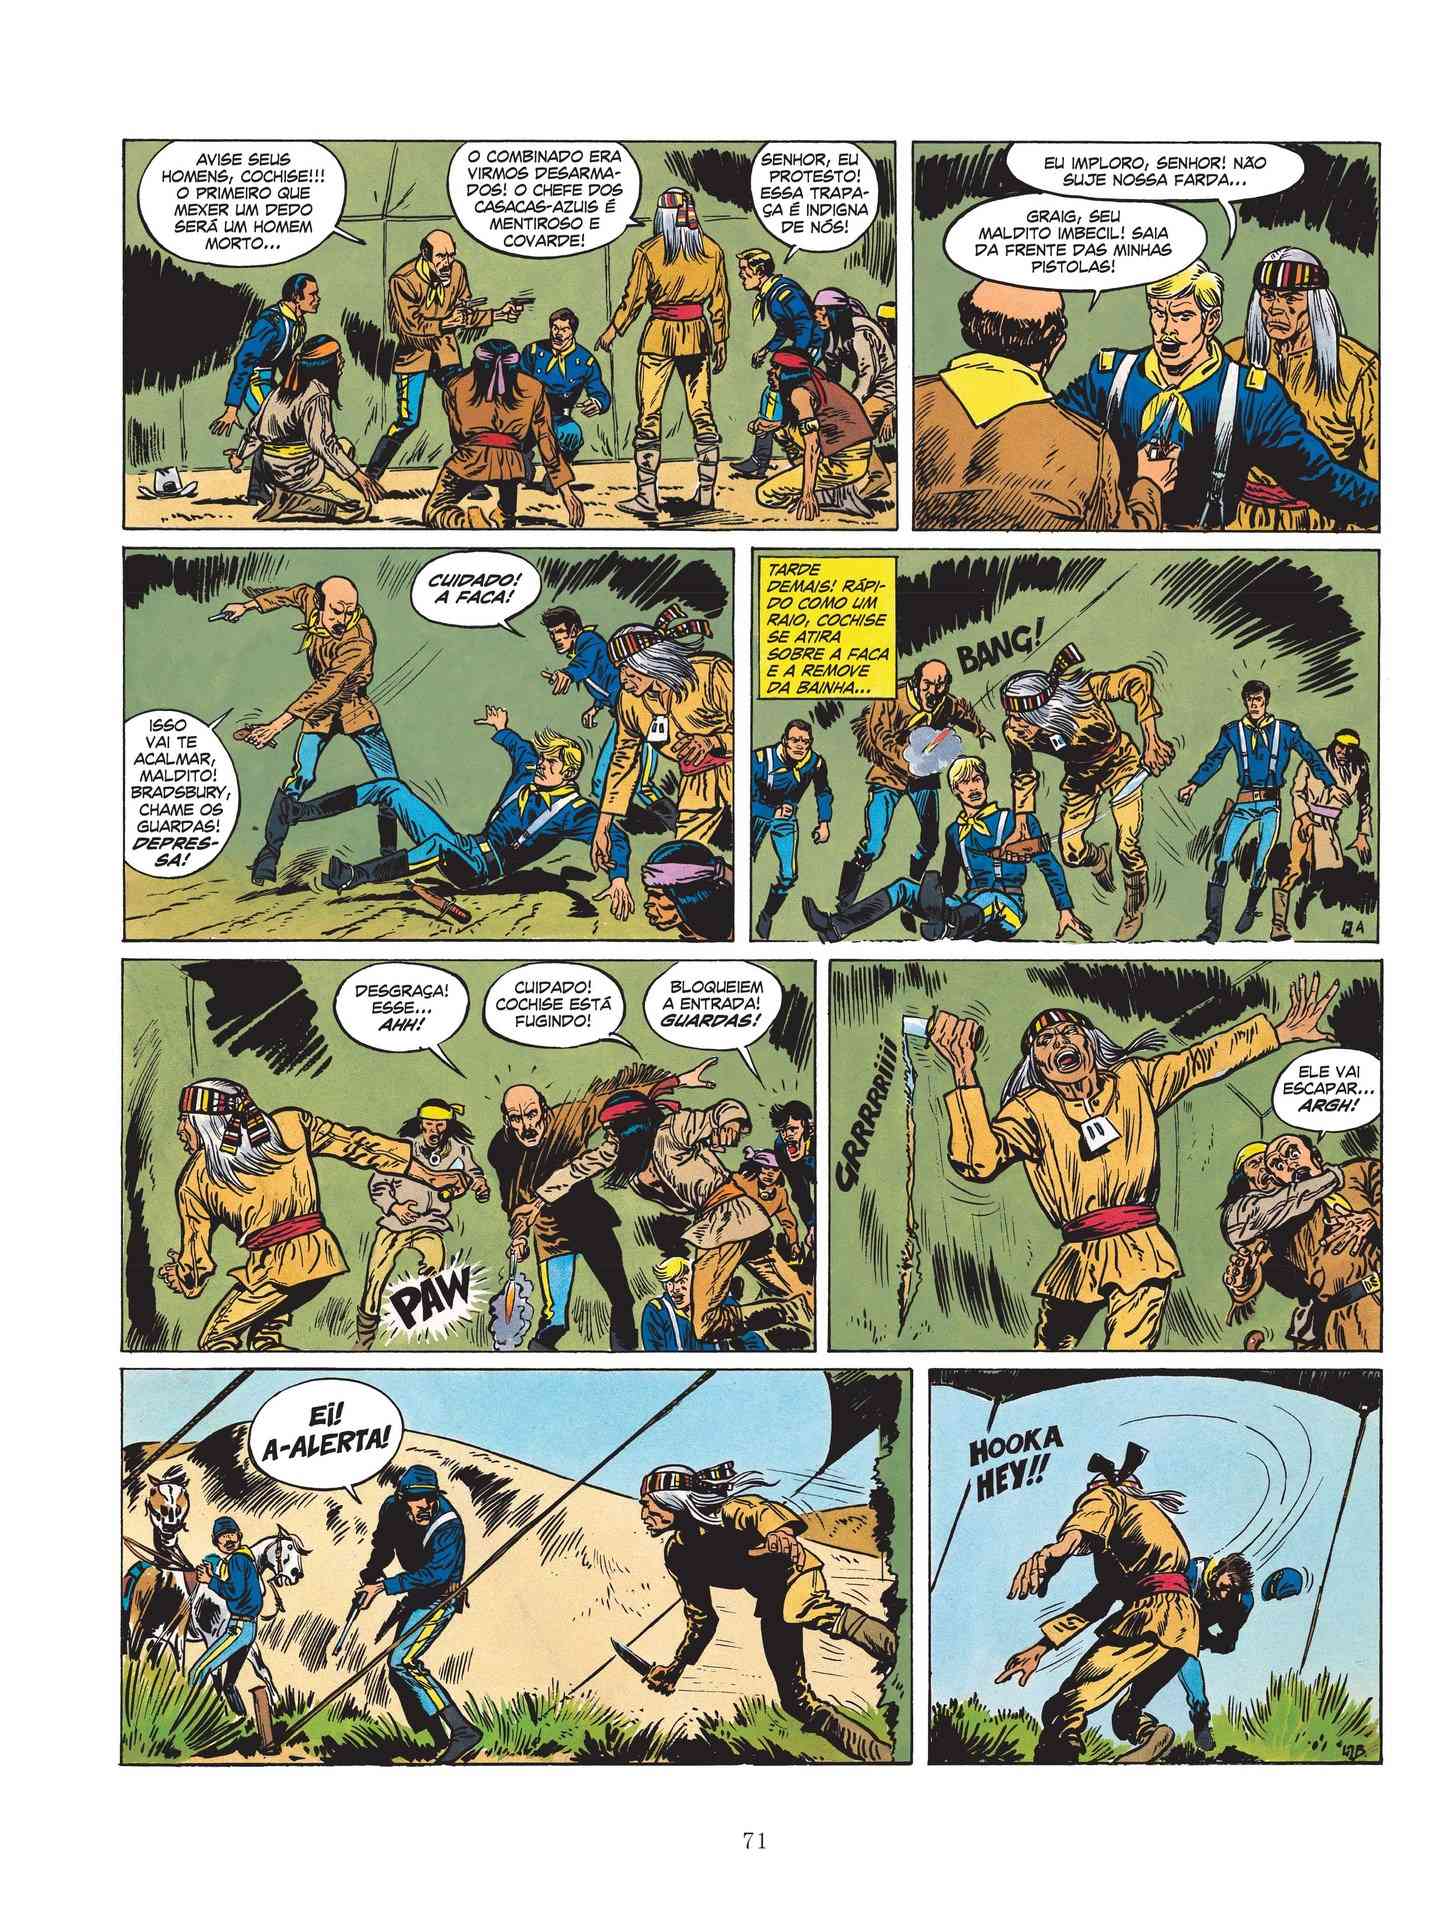 AVISE SEUS
HOMENS, COCHISE!!!
O PRIMEIRO QUE
MEXER UM DEDO
SERÁ UM HOMEM
MORTO...
O COMBINADO ERA
VIRMOS DESARMA-
DOS! O CHEFE DOS
CASACAS-AZUIS É
MENTIROSO E
COVARDE!
SENHOR, EU
PROTESTO!
ESSA TRAPA-
ÇA É INDIGNA
DE NÓS!
EU IMPLORO, SENHOR! NÃO
SUJE NOSSA FARDA...
GRAIG, SEU
MALDITO IMBECIL! SAIA
DA FRENTE DAS MINHAS
PISTOLAS!
CUIDADO!
A FACA!
ISSO
VAI TE
ACALMAR,
MALDITO!
BRADSBURY,
CHAME OS
GUARDAS!
DEPRES-
SA!
TARDE
DEMAIS! RÁPI-
DO COMO UM
RAIO, COCHISE
SE ATIRA
SOBRE A FACA
E A REMOVE
DA BAINHA...
BANG!
17 A
DESGRAÇA!
ESSE...
AHH!
CUIDADO!
COCHISE ESTÁ
FUGINDO!
BLOQUEIEM
A ENTRADA!
GUARDAS!
PAW
GRRRRRIIIII
ELE VAI
ESCAPAR...
ARGH!
EI!
A-ALERTA!
HOOKA
HEY!!
17B.
71